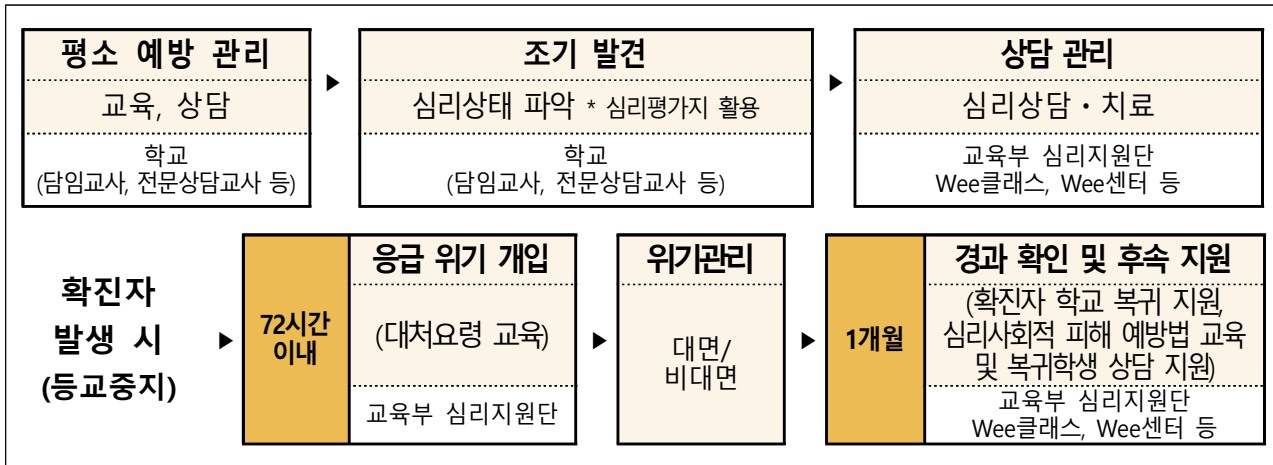 평소 예방 관리
교육, 상담
학교
(담임교사, 전문상담교사 등)
▶
조기 발견
심리상태 파악 * 심리평가지 활용
학교
(담임교사, 전문상담교사 등)
▶
상담 관리
심리상담・치료
교육부 심리지원단
Wee클래스, Wee센터 등
확진자
발생 시
(등교중지)
▶
72시간
이내
응급 위기 개입
(대처요령 교육)
교육부 심리지원단
▶
위기관리
대면/
비대면
▶
1개월
경과 확인 및 후속 지원
(확진자 학교 복귀 지원,
심리사회적 피해 예방법 교육
및 복귀학생 상담 지원)
교육부 심리지원단
Wee클래스, Wee센터 등